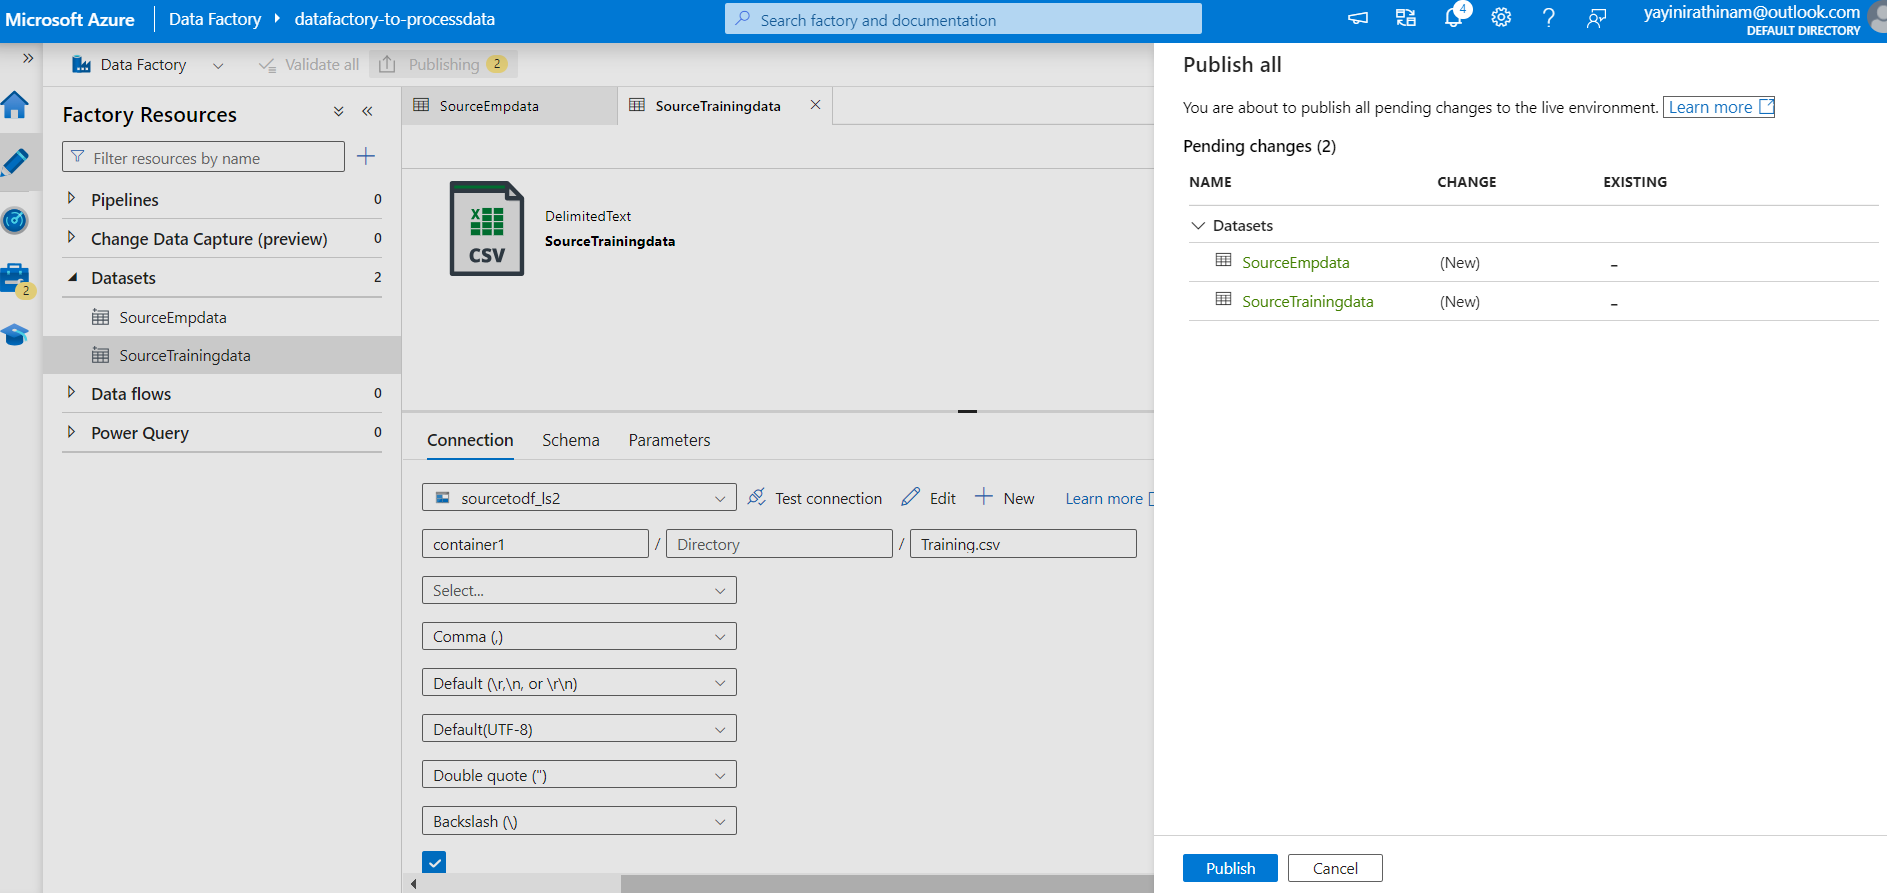 Microsoft Azure
Data Factory
datafactory-to-processdata
Search factory and documentation
4
yayinirathinam@outlook.com
DEFAULT DIRECTORY
Data Factory
Validate all
Publishing
2
Factory Resources
Filter resources by name
Pipelines
0
Change Data Capture (preview)
0
Datasets
2
SourceEmpdata
SourceTrainingdata
Data flows
0
Power Query
0
2
SourceEmpdata
SourceTrainingdata
X
CSV
DelimitedText
SourceTrainingdata
Connection
Schema
Parameters
sourcetodf_ls2
Test connection
Edit
New
Learn more
container1
/
Directory
/
Training.csv
Select...
Comma (,)
Default (\r,\n, or \r\n)
Default(UTF-8)
Double quote (")
Backslash (\)
Publish all
You are about to publish all pending changes to the live environment. Learn more
Pending changes (2)
NAME CHANGE EXISTING
Datasets
SourceEmpdata (New) -
SourceTrainingdata (New) -
Publish
Cancel